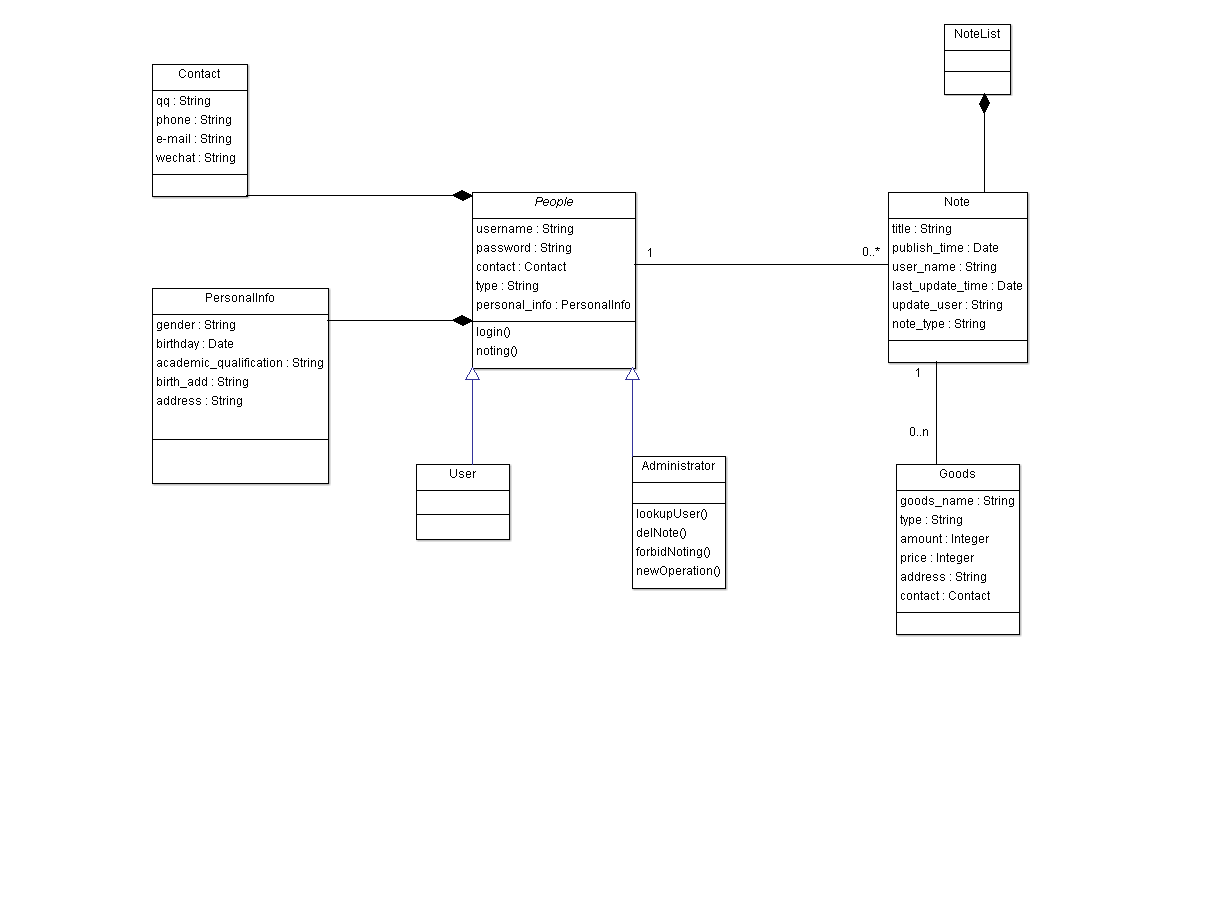 NoteList
Contact
qq : String
phone : String
e-mail : String
wechat : String
People
username : String
password : String
contact : Contact
type : String
personal_info : PersonalInfo
login()
noting()
1
0..*
Note
title : String
publish_time : Date
user_name : String
last_update_time : Date
update_user : String
note_type : String
PersonalInfo
gender : String
birthday : Date
academic_qualification : String
birth_add : String
address : String
1
0..n
User
Administrator
lookupUser()
delNote()
forbidNoting()
newOperation()
Goods
goods_name : String
type : String
amount : Integer
price : Integer
address : String
contact : Contact